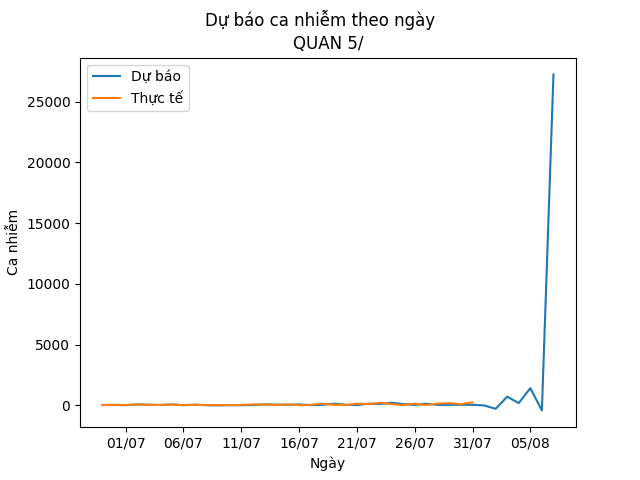 Dự báo ca nhiễm theo ngày
QUAN 5/
Dự báo
Thực tế
Ca nhiễm
25000
20000
15000
10000
5000
0
01/07 06/07 11/07 16/07 21/07 26/07 31/07 05/08
Ngày